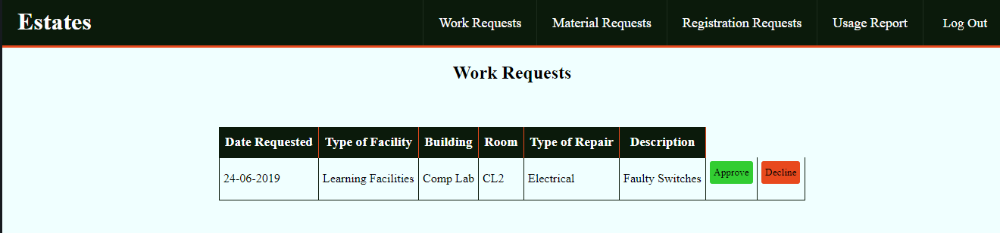 Estates Work Requests Material Requests Registration Requests Usage Report Log Out
Work Requests
Date Requested Type of Facility Building Room Type of Repair Description
24-06-2019 Learning Facilities Comp Lab CL2 Electrical Faulty Switches Approve Decline